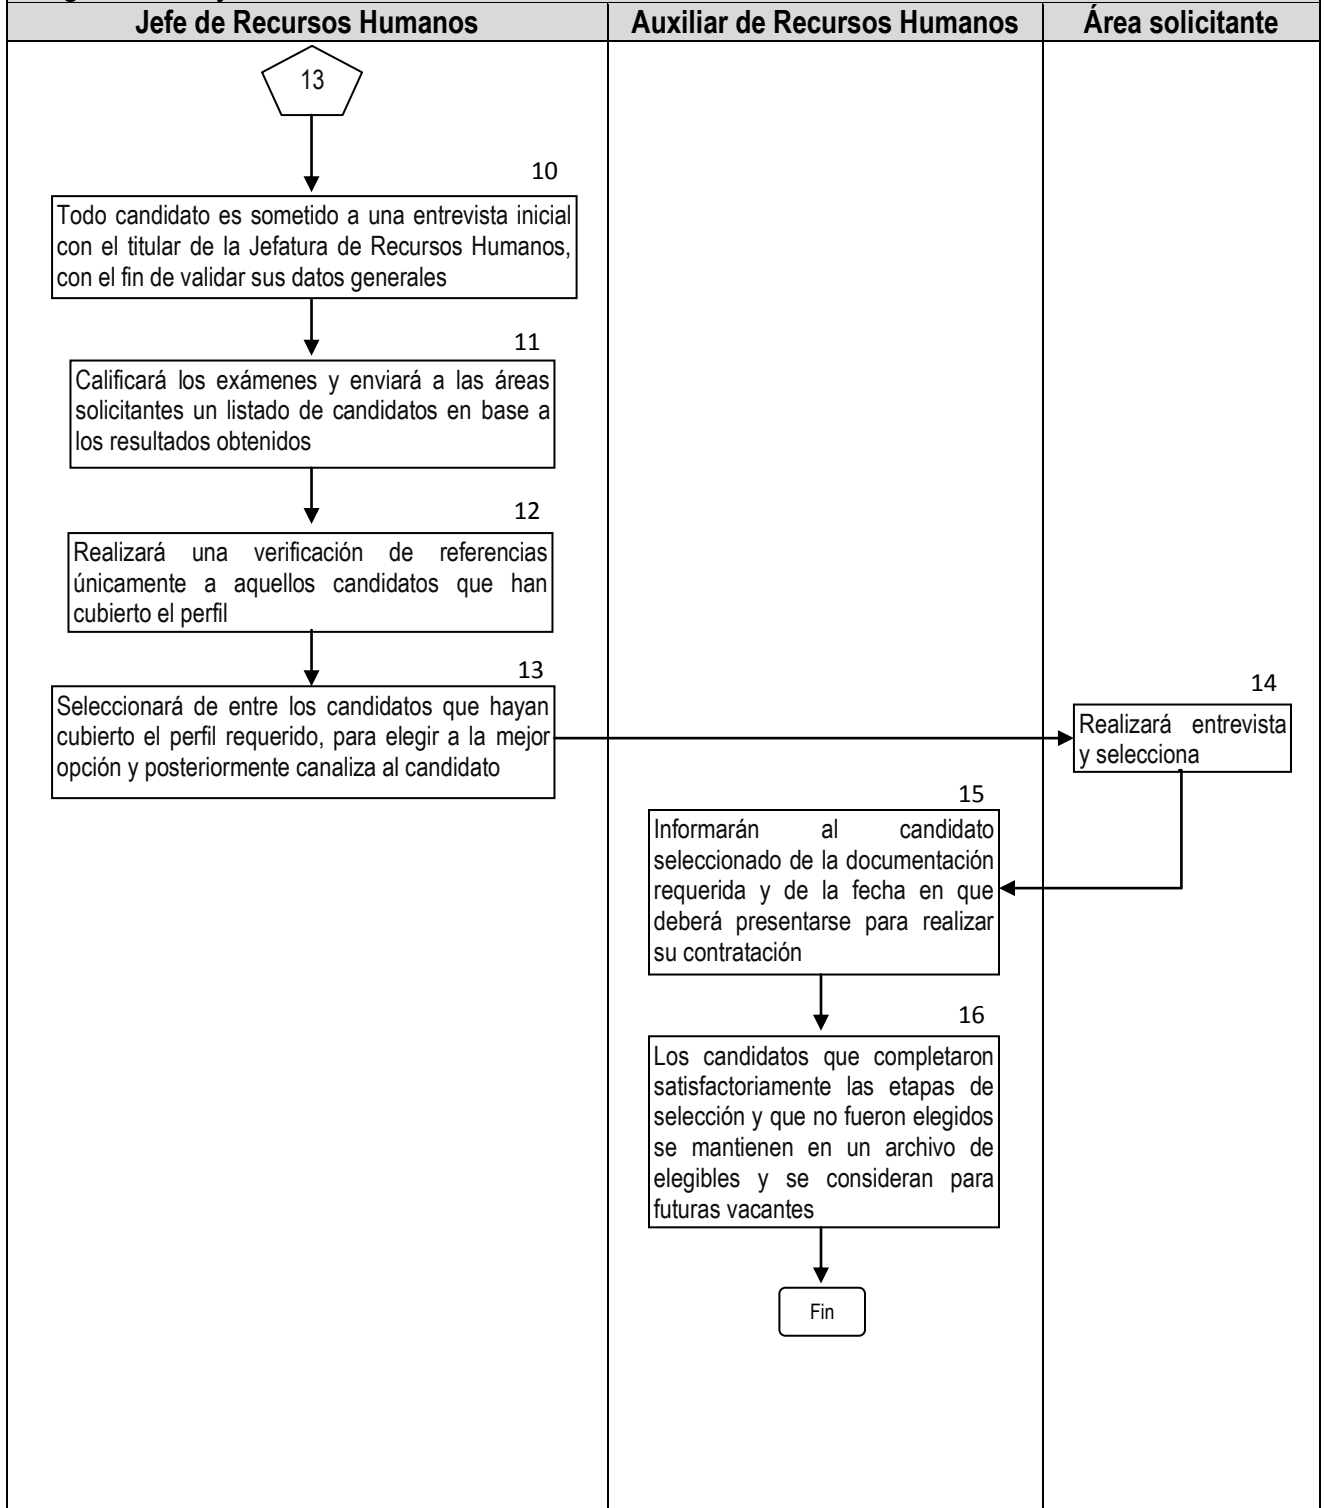 Jefe de Recursos Humanos
Auxiliar de Recursos Humanos
Área solicitante
13
10
Todo candidato es sometido a una entrevista inicial
con el titular de la Jefatura de Recursos Humanos,
con el fin de validar sus datos generales
11
Calificará los exámenes y enviará a las áreas
solicitantes un listado de candidatos en base a
los resultados obtenidos
12
Realizará una verificación de referencias
únicamente a aquellos candidatos que han
cubierto el perfil
13
Seleccionará de entre los candidatos que hayan
cubierto el perfil requerido, para elegir a la mejor
opción y posteriormente canaliza al candidato
14
Realizará entrevista
y selecciona
15
Informarán al candidato
seleccionado de la documentación
requerida y de la fecha en que
deberá presentarse para realizar
su contratación
16
Los candidatos que completaron
satisfactoriamente las etapas de
selección y que no fueron elegidos
se mantienen en un archivo de
elegibles y se consideran para
futuras vacantes
Fin